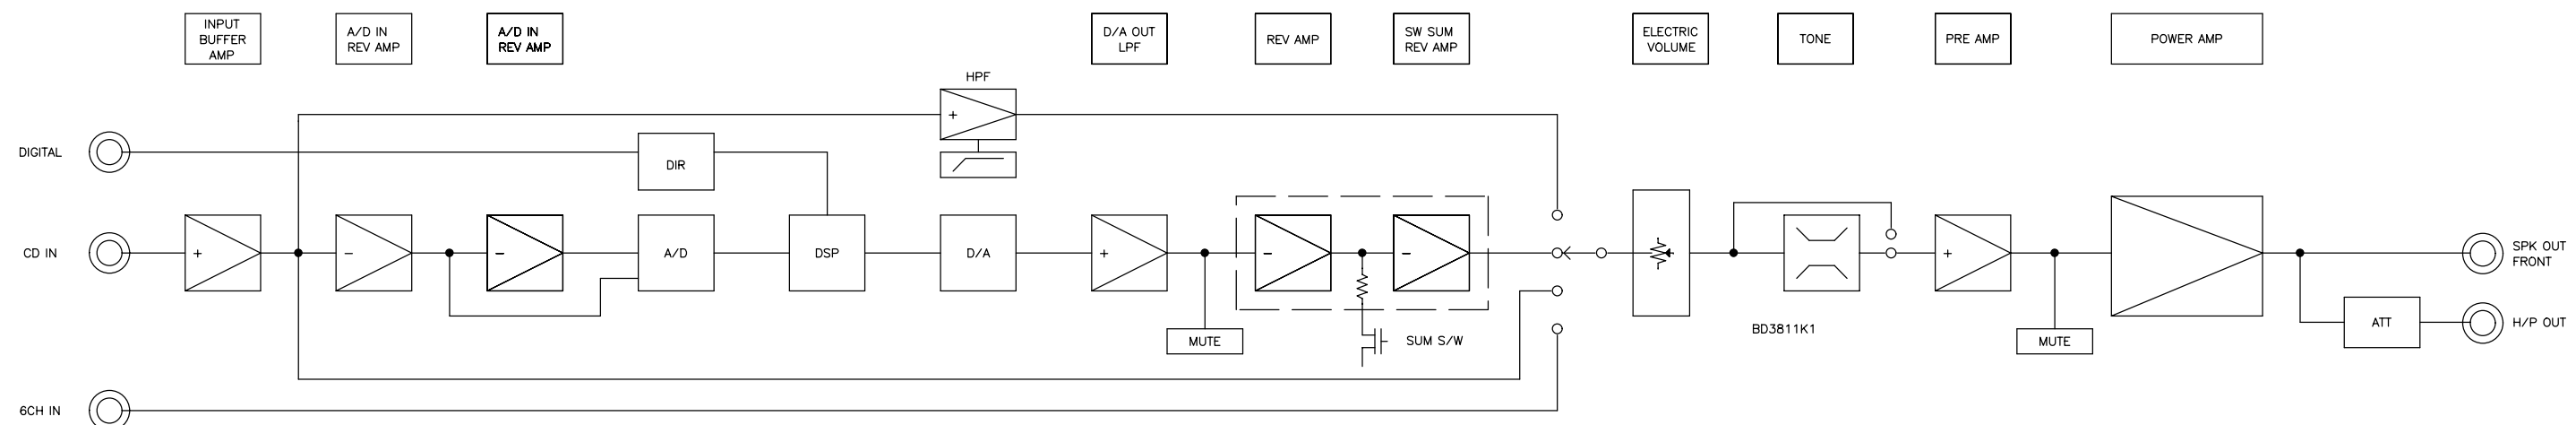 INPUT
BUFFER
AMP
A/D IN
REV AMP
A/D IN
REV AMP
D/A OUT
LPF
REV AMP
SW SUM
REV AMP
ELECTRIC
VOLUME
TONE
PRE AMP
POWER AMP
HPF
+
DIGITAL
DIR
CD IN
+
-
-
A/D
DSP
D/A
+
-
-
+
SPK OUT
FRONT
MUTE
SUM S/W
BD3811K1
MUTE
ATT
H/P OUT
6CH IN